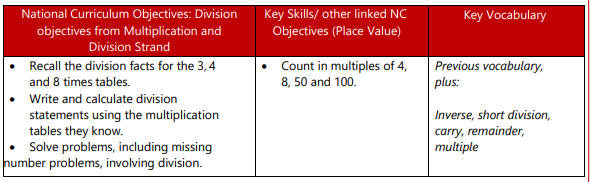 National Curriculum Objectives: Division
objectives from Multiplication and
Division Strand
Key Skills/ other linked NC
Objectives (Place Value)
Key Vocabulary
• Recall the division facts for the 3, 4
and 8 times tables.
• Write and calculate division
statements using the multiplication
tables they know.
• Solve problems, including missing
number problems, involving division.
• Count in multiples of 4,
8, 50 and 100.
Previous vocabulary,
plus:
Inverse, short division,
carry, remainder,
multiple